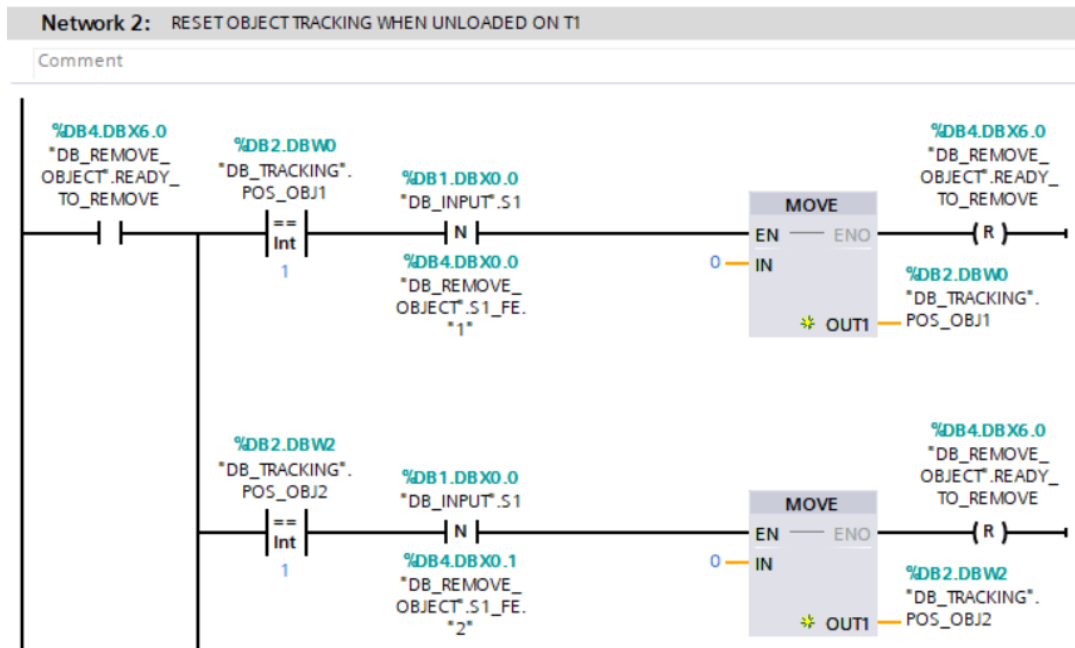 Network 2: RESET OBJECT TRACKING WHEN UNLOADED ON T1
Comment
%DB4.DBX6.0
"DB_REMOVE_
OBJECT".READY_
TO_REMOVE
%DB2.DBW0
"DB_TRACKING".
POS_OBJ1
==
Int
1
%DB1.DBX0.0
"DB_INPUT".S1
N
%DB4.DBX0.0
"DB_REMOVE_
OBJECT".S1_FE.
"1"
MOVE
EN ENO
0 IN
OUT1
%DB4.DBX6.0
"DB_REMOVE_
OBJECT".READY_
TO_REMOVE
R
%DB2.DBW0
"DB_TRACKING".
POS_OBJ1
%DB2.DBW2
"DB_TRACKING".
POS_OBJ2
==
Int
1
%DB1.DBX0.0
"DB_INPUT".S1
N
%DB4.DBX0.1
"DB_REMOVE_
OBJECT".S1_FE.
"2"
MOVE
EN ENO
0 IN
OUT1
%DB4.DBX6.0
"DB_REMOVE_
OBJECT".READY_
TO_REMOVE
R
%DB2.DBW2
"DB_TRACKING".
POS_OBJ2